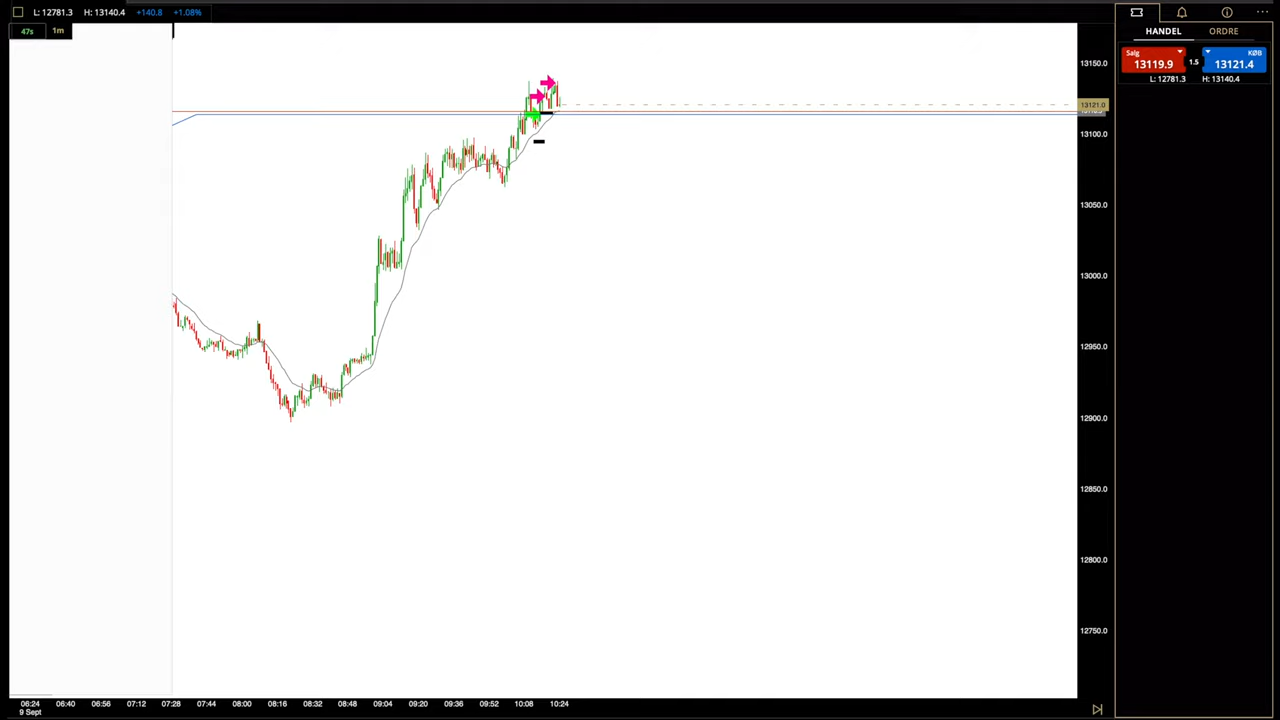 L: 12781.3 H: 13140.4 +140.8 +1.08%
47s 1m
HANDEL ORDRE
Salg KØB
13119.9 1.5 13121.4
L: 12781.3 H: 13140.4
13150.0
13121.0
13100.0
13050.0
13000.0
12950.0
12900.0
12850.0
12800.0
12750.0
06:24 06:40 06:56 07:12 07:28 07:44 08:00 08:16 08:32 08:48 09:04 09:20 09:36 09:52 10:08 10:24
9 Sept